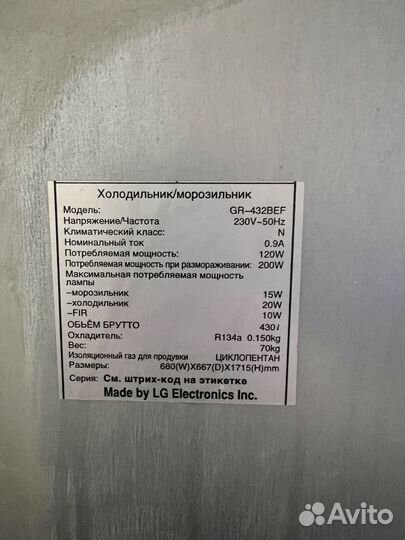 Холодильник/морозильник
Модель: GR-432BEF
Напряжение/Частота 230V~50Hz
Климатический класс: N
Номинальный ток 0.9A
Потребляемая мощность: 120W
Потребляемая мощность при размораживании: 200W
Максимальная потребляемая мощность
лампы
-морозильник 15W
-холодильник 20W
-FIR 10W
ОБЬЁМ БРУТТО 430ℓ
Охладитель: R134a 0.150kg
Вес: 70kg
Изоляционый газ для продувки ЦИКЛОПЕНТАН
Размеры: 680(W)X667(D)X1715(H)mm
Серия: См. штрих-код на этикетке
Made by LG Electronics Inc.
Avito